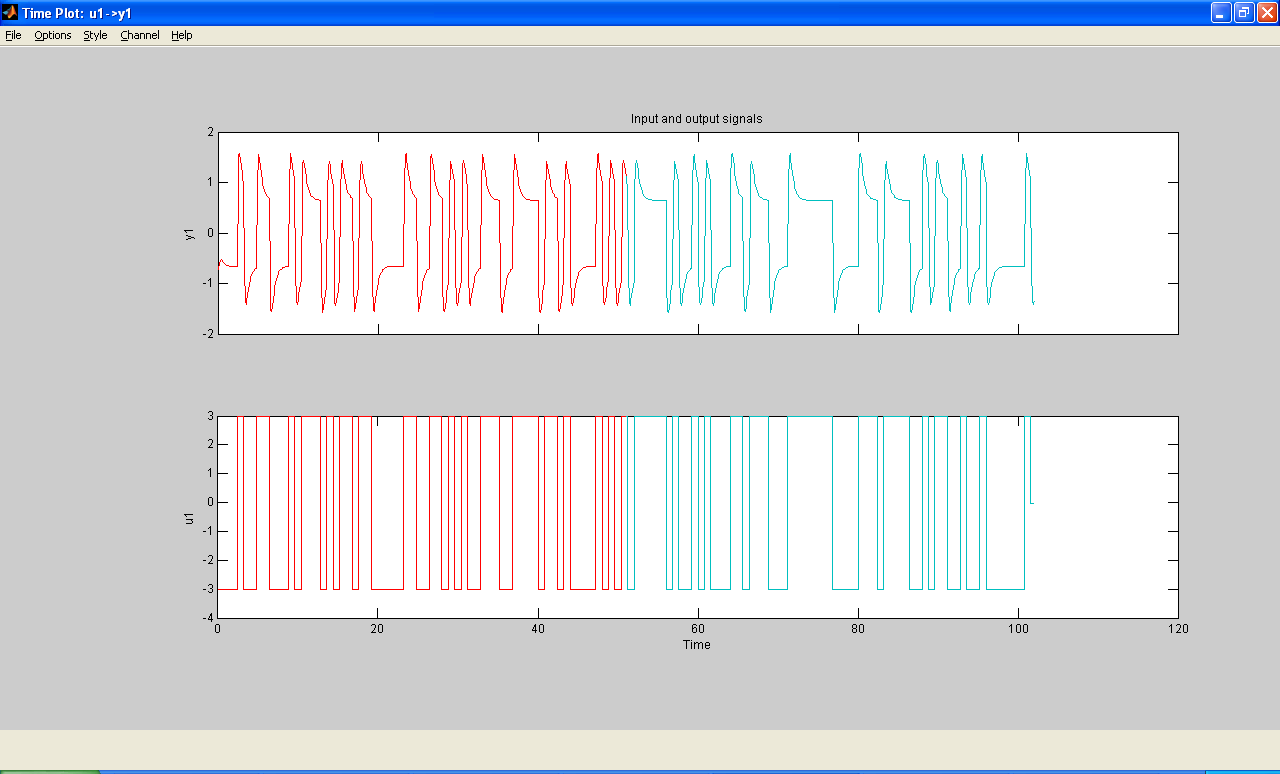 Time Plot: u1->y1
File Options Style Channel Help
Input and output signals
2
1
0
-1
-2
y1
3
2
1
0
-1
-2
-3
-4
u1
0 20 40 60 80 100 120
Time